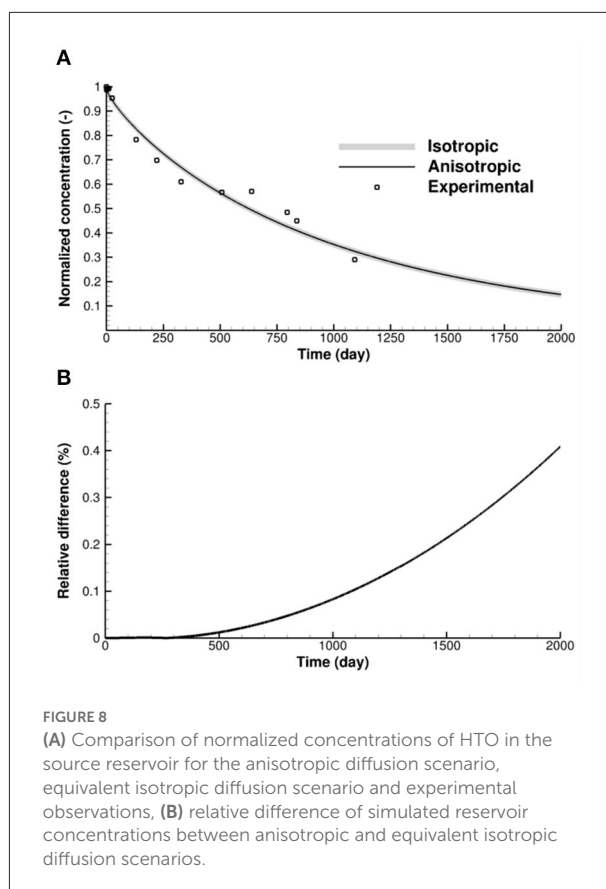 A
Normalized concentration (-)
1
0.9
0.8
0.7
0.6
0.5
0.4
0.3
0.2
0.1
Isotropic
Anisotropic
Experimental
0 250 500 750 1000 1250 1500 1750 2000
Time (day)
B
Relative difference (%)
0.5
0.4
0.3
0.2
0.1
0
0 500 1000 1500 2000
Time (day)
FIGURE 8
(A) Comparison of normalized concentrations of HTO in the
source reservoir for the anisotropic diffusion scenario,
equivalent isotropic diffusion scenario and experimental
observations, (B) relative difference of simulated reservoir
concentrations between anisotropic and equivalent isotropic
diffusion scenarios.